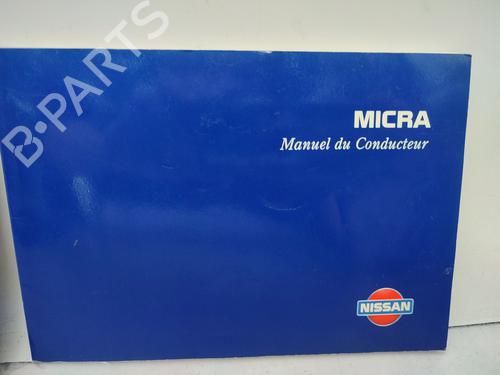 B-PARTS
MICRA
Manuel du Conducteur
NISSAN